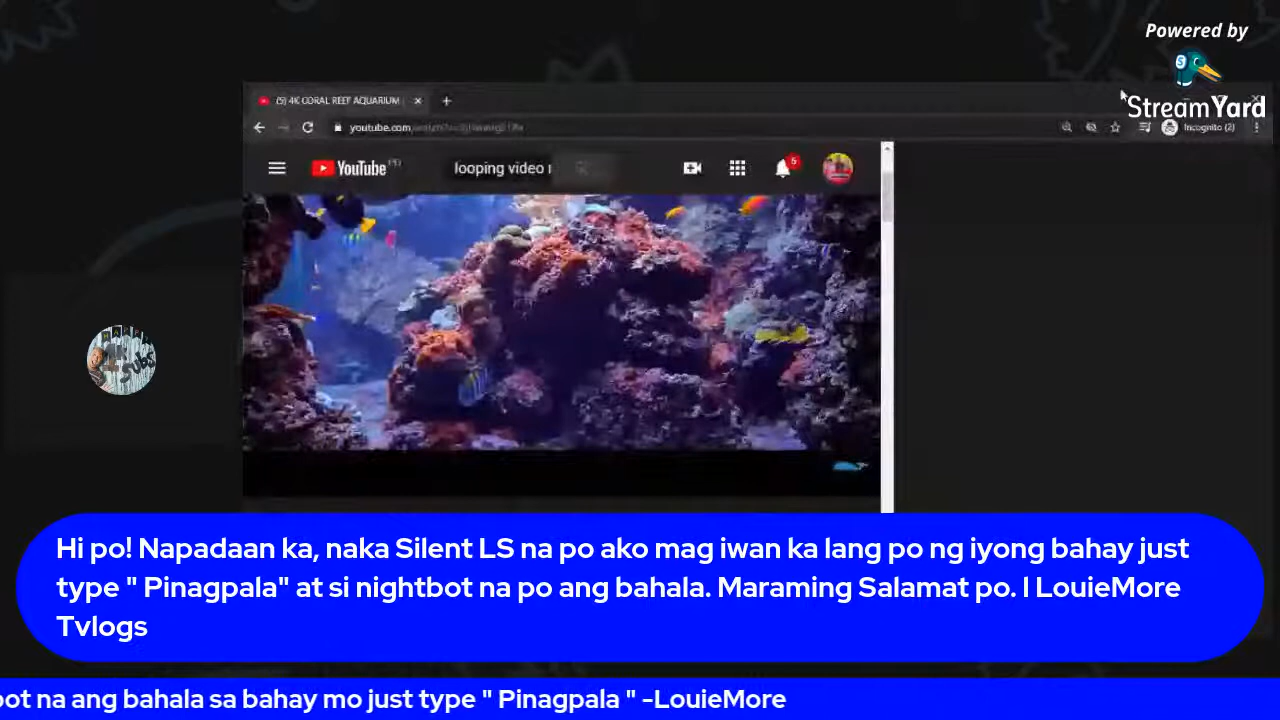 Powered by
StreamYard
(5) 4K CORAL REEF AQUARIUM
youtube.com
Incognito (2)
YouTube
looping video
5
Hi po! Napadaan ka, naka Silent LS na po ako mag iwan ka lang po ng iyong bahay just
type " Pinagpala" at si nightbot na po ang bahala. Maraming Salamat po. I LouieMore
Tvlogs
bot na ang bahala sa bahay mo just type " Pinagpala " -LouieMore